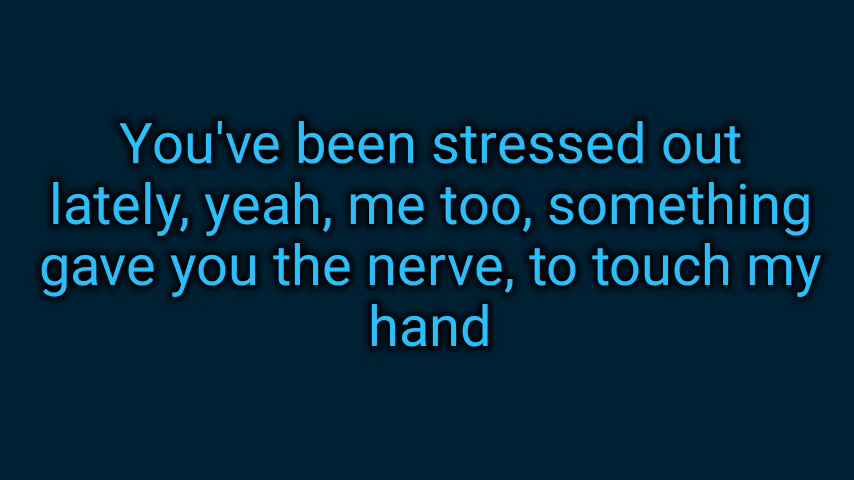 You've been stressed out
lately, yeah, me too, something
gave you the nerve, to touch my
hand